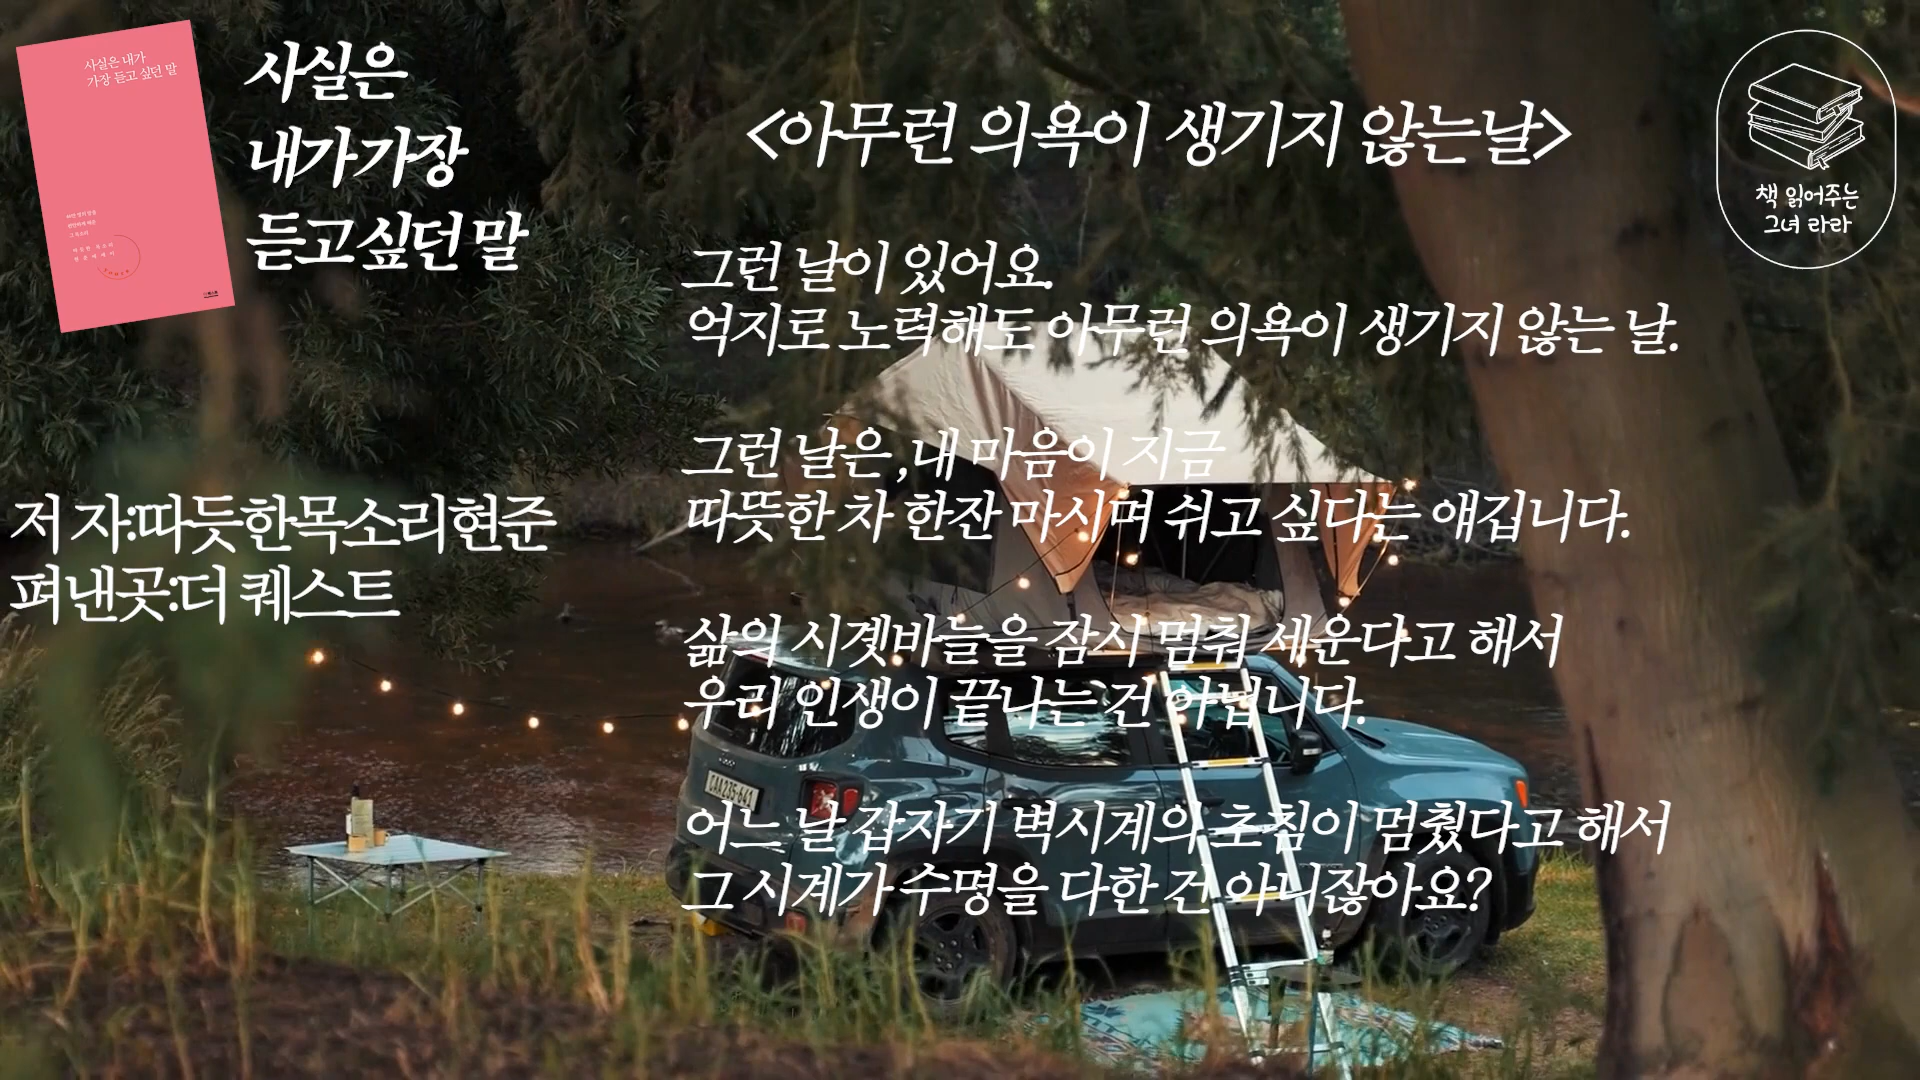 사실은 내가
가장 듣고 싶던 말
사실은
내가 가장
듣고 싶던 말
<아무런 의욕이 생기지 않는날>
책 읽어주는
그녀 라라
그런 날이 있어요.
억지로 노력해도 아무런 의욕이 생기지 않는 날.
그런 날은 ,내 마음이 지금
따뜻한 차 한잔 마시며 쉬고 싶다는 얘깁니다.
저 자:따듯한목소리현준
펴낸곳:더 퀘스트
삶의 시곗바늘을 잠시 멈춰 세운다고 해서
우리 인생이 끝나는 건 아닙니다.
어느 날 갑자기 벽시계의 초침이 멈췄다고 해서
그 시계가 수명을 다한 건 아니잖아요?
CAA235-641